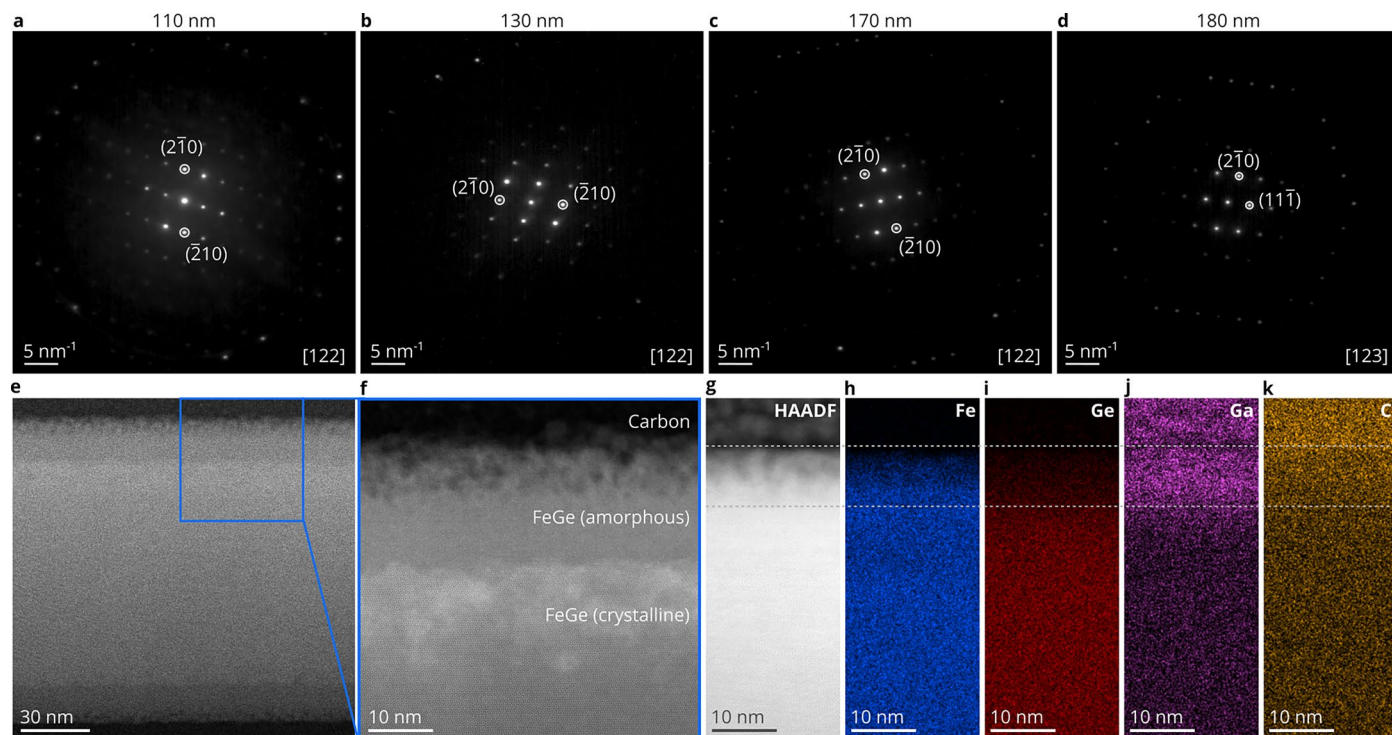 a 110 nm b 130 nm c 170 nm d 180 nm
(21̅0) (2̅10) 5 nm⁻¹ [122]
(21̅0) (2̅10) 5 nm⁻¹ [122]
(21̅0) (2̅10) 5 nm⁻¹ [122]
(21̅0) (111̅) 5 nm⁻¹ [123]
e f g h i j k
30 nm
Carbon
FeGe (amorphous)
FeGe (crystalline)
10 nm
HAADF
10 nm
Fe
10 nm
Ge
10 nm
Ga
10 nm
C
10 nm